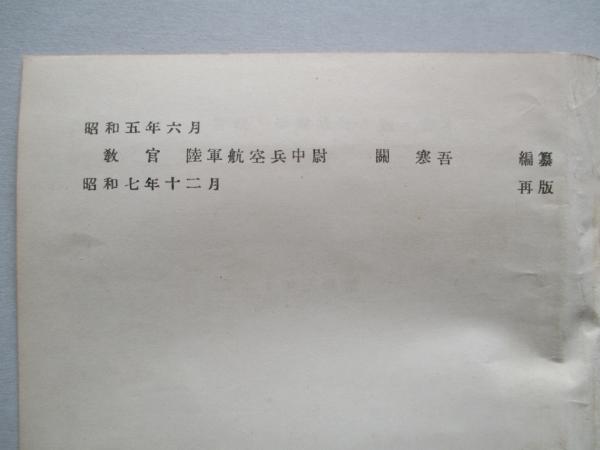 昭和五年六月
教官 陸軍航空兵中尉 關寒吾 編纂
昭和七年十二月 再版